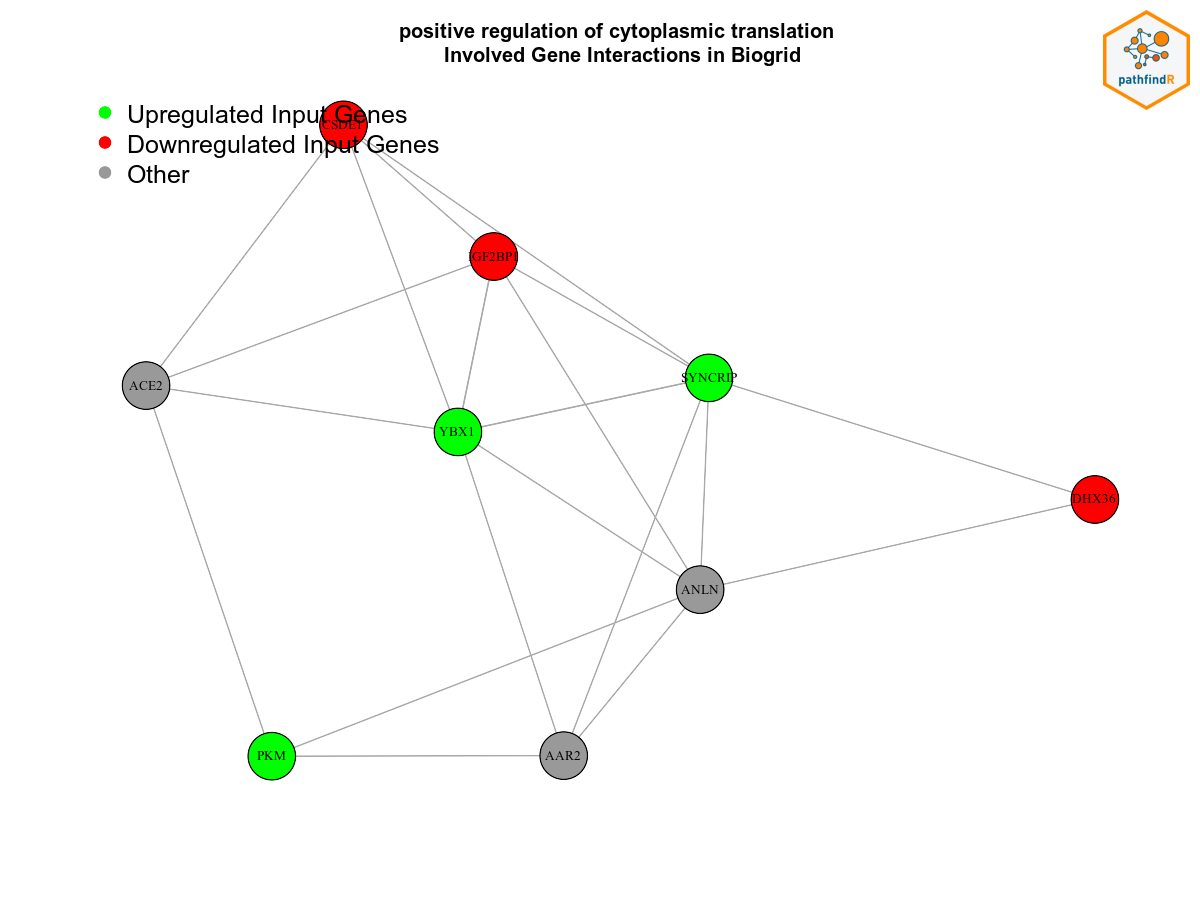 positive regulation of cytoplasmic translation
Involved Gene Interactions in Biogrid
pathfindR
Upregulated Input Genes
CSDE1
Downregulated Input Genes
Other
IGF2BP1
SYNCRIP
ACE2
YBX1
DHX36
ANLN
PKM
AAR2